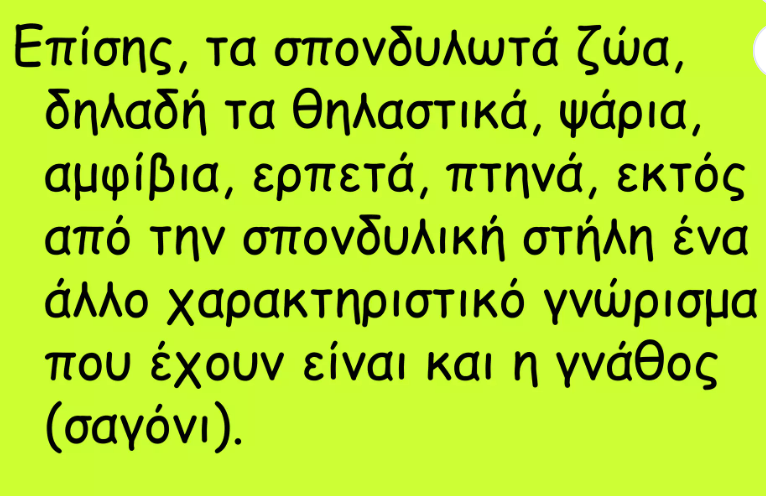 Επίσης, τα σπονδυλωτά ζώα,
δηλαδή τα θηλαστικά, ψάρια,
αμφίβια, ερπετά, πτηνά, εκτός
από την σπονδυλική στήλη ένα
άλλο χαρακτηριστικό γνώρισμα
που έχουν είναι και η γνάθος
(σαγόνι).